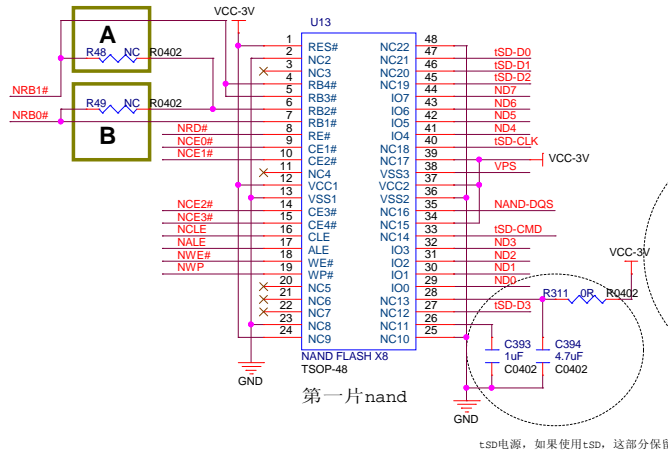 VCC-3V
U13
A
R48 NC R0402
NRB1#
R49 NC R0402
NRB0#
B
NRD#
NCE0#
NCE1#
NCE2#
NCE3#
NCLE
NALE
NWE#
NWP
1 RES#
2 NC2
3 NC3
4 RB4#
5 RB3#
6 RB2#
7 RB1#
8 RE#
9 CE1#
10 CE2#
11 NC4
12 VCC1
13 VSS1
14 CE3#
15 CE4#
16 CLE
17 ALE
18 WE#
19 WP#
20 NC5
21 NC6
22 NC7
23 NC8
24 NC9
NC22 48
NC21 47 tSD-D0
NC20 46 tSD-D1
NC19 45 tSD-D2
IO7 44 ND7
IO6 43 ND6
IO5 42 ND5
IO4 41 ND4
NC18 40 tSD-CLK
NC17 39
VSS3 38 VPS
VCC2 37
VSS2 36
NC16 35 NAND-DQS
NC15 34
NC14 33 tSD-CMD
IO3 32 ND3
IO2 31 ND2
IO1 30 ND1
IO0 29 ND0
NC13 28
NC12 27 tSD-D3
NC11 26
NC10 25
VCC-3V
VCC-3V
R311 0R R0402
C393
1uF
C0402
C394
4.7uF
C0402
GND
GND
NAND FLASH X8
TSOP-48
第一片nand
tSD电源，如果使用tSD，这部分保留